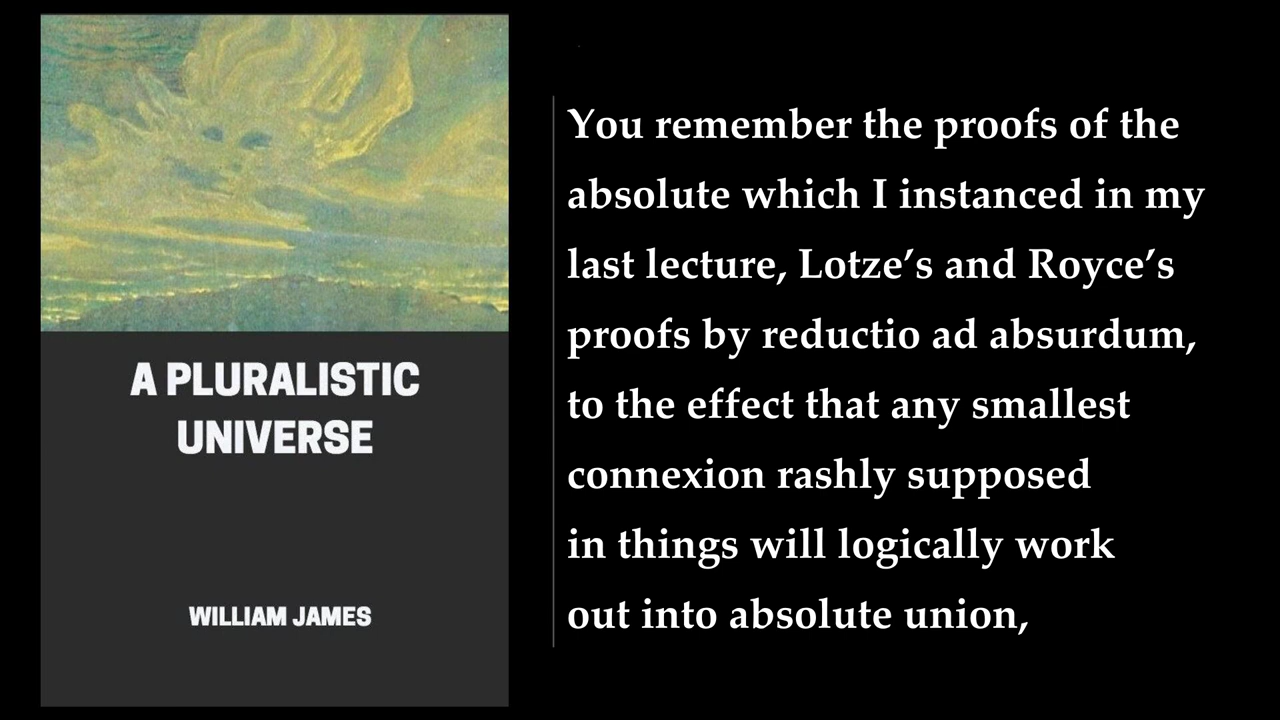 A PLURALISTIC
UNIVERSE
WILLIAM JAMES
You remember the proofs of the
absolute which I instanced in my
last lecture, Lotze’s and Royce’s
proofs by reductio ad absurdum,
to the effect that any smallest
connexion rashly supposed
in things will logically work
out into absolute union,